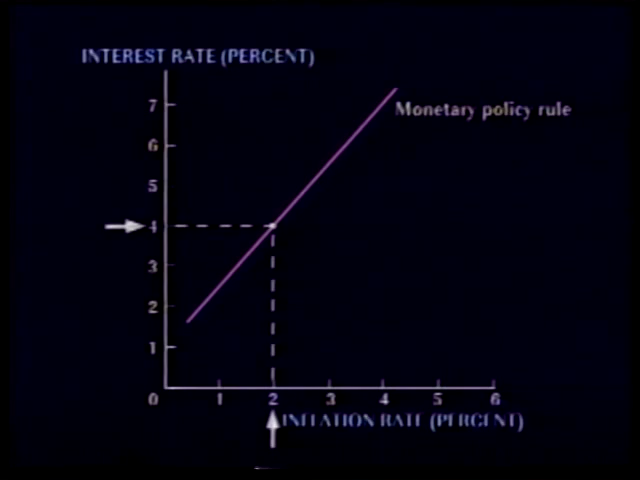 INTEREST RATE (PERCENT)
7
Monetary policy rule
6
5
4
3
2
1
0 1 2 3 4 5 6
INFLATION RATE (PERCENT)